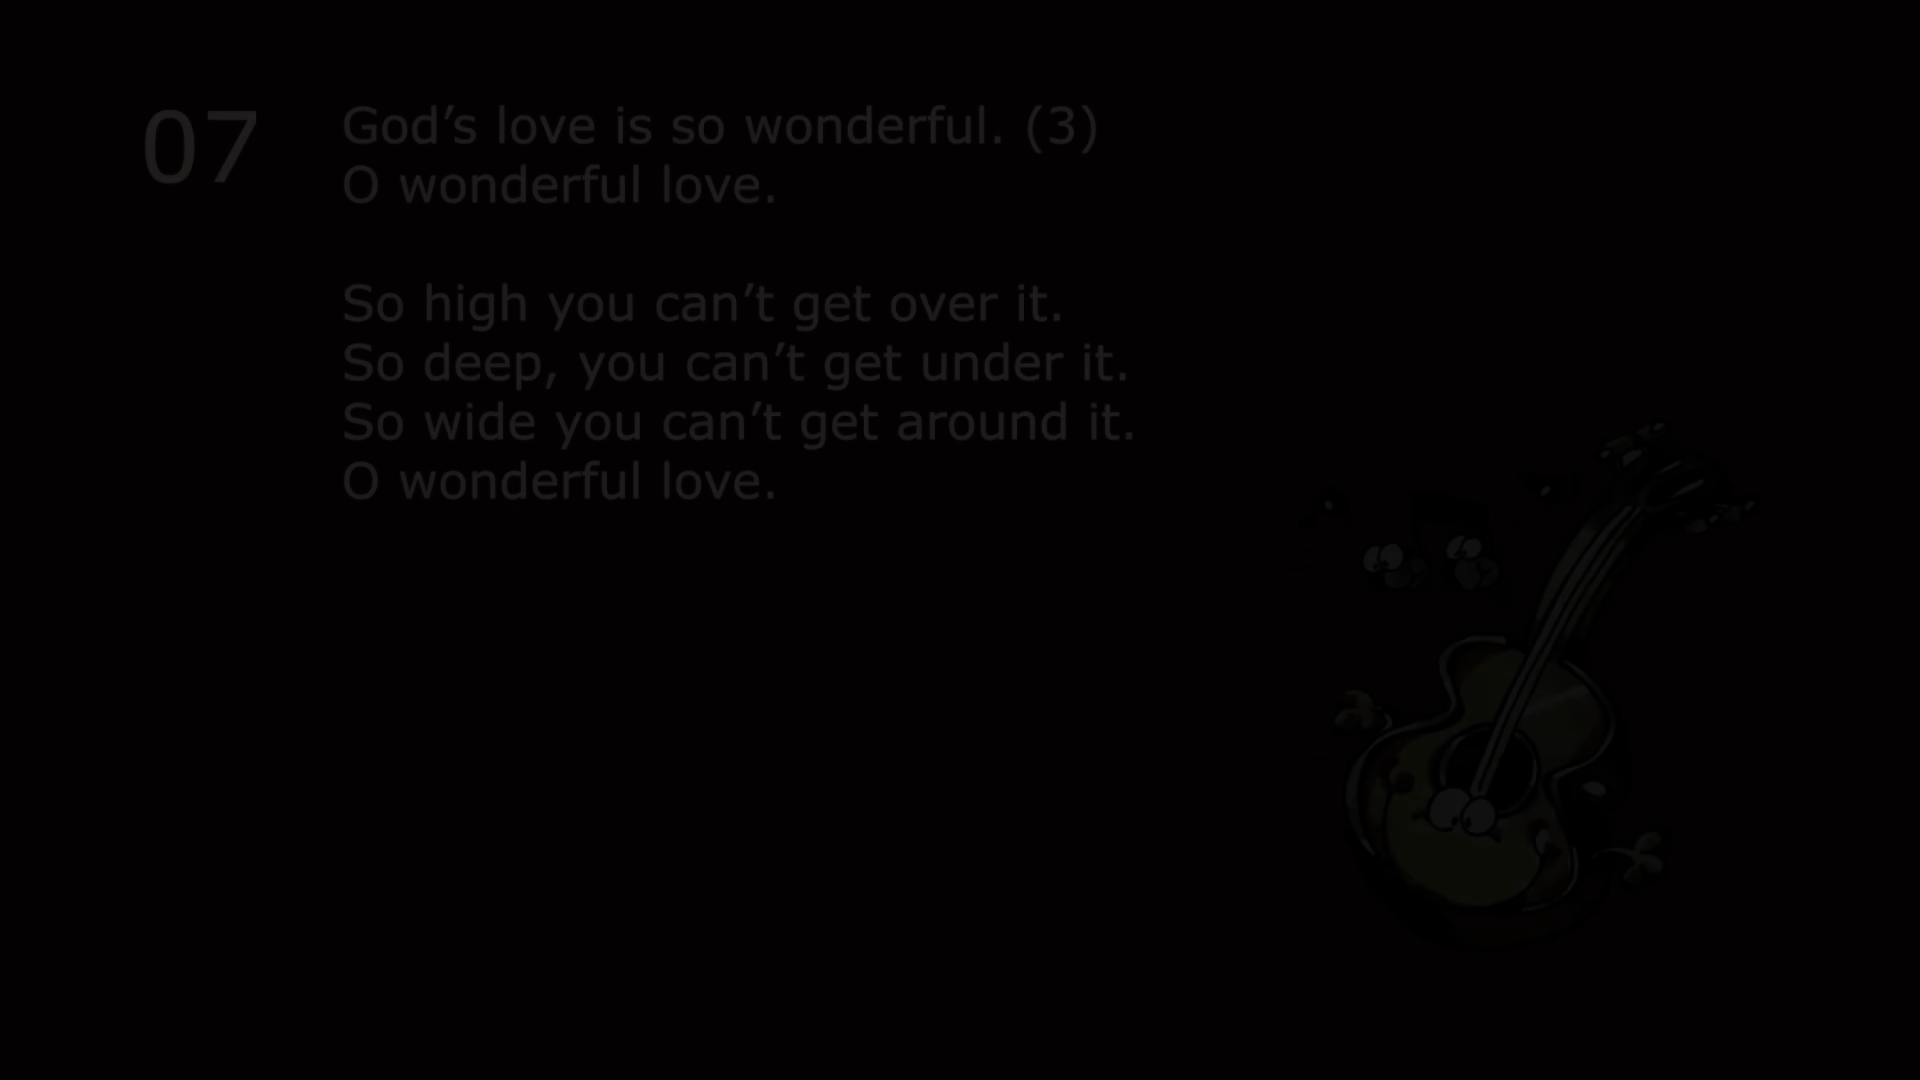 07
God’s love is so wonderful. (3)
O wonderful love.
So high you can’t get over it.
So deep, you can’t get under it.
So wide you can’t get around it.
O wonderful love.